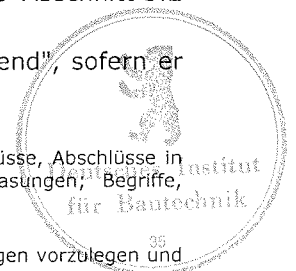 end", sofern er
üsse, Abschlüsse in
asungen; Begriffe,
Deutsches Institut
für Bautechnik
35
gen vorzulegen und